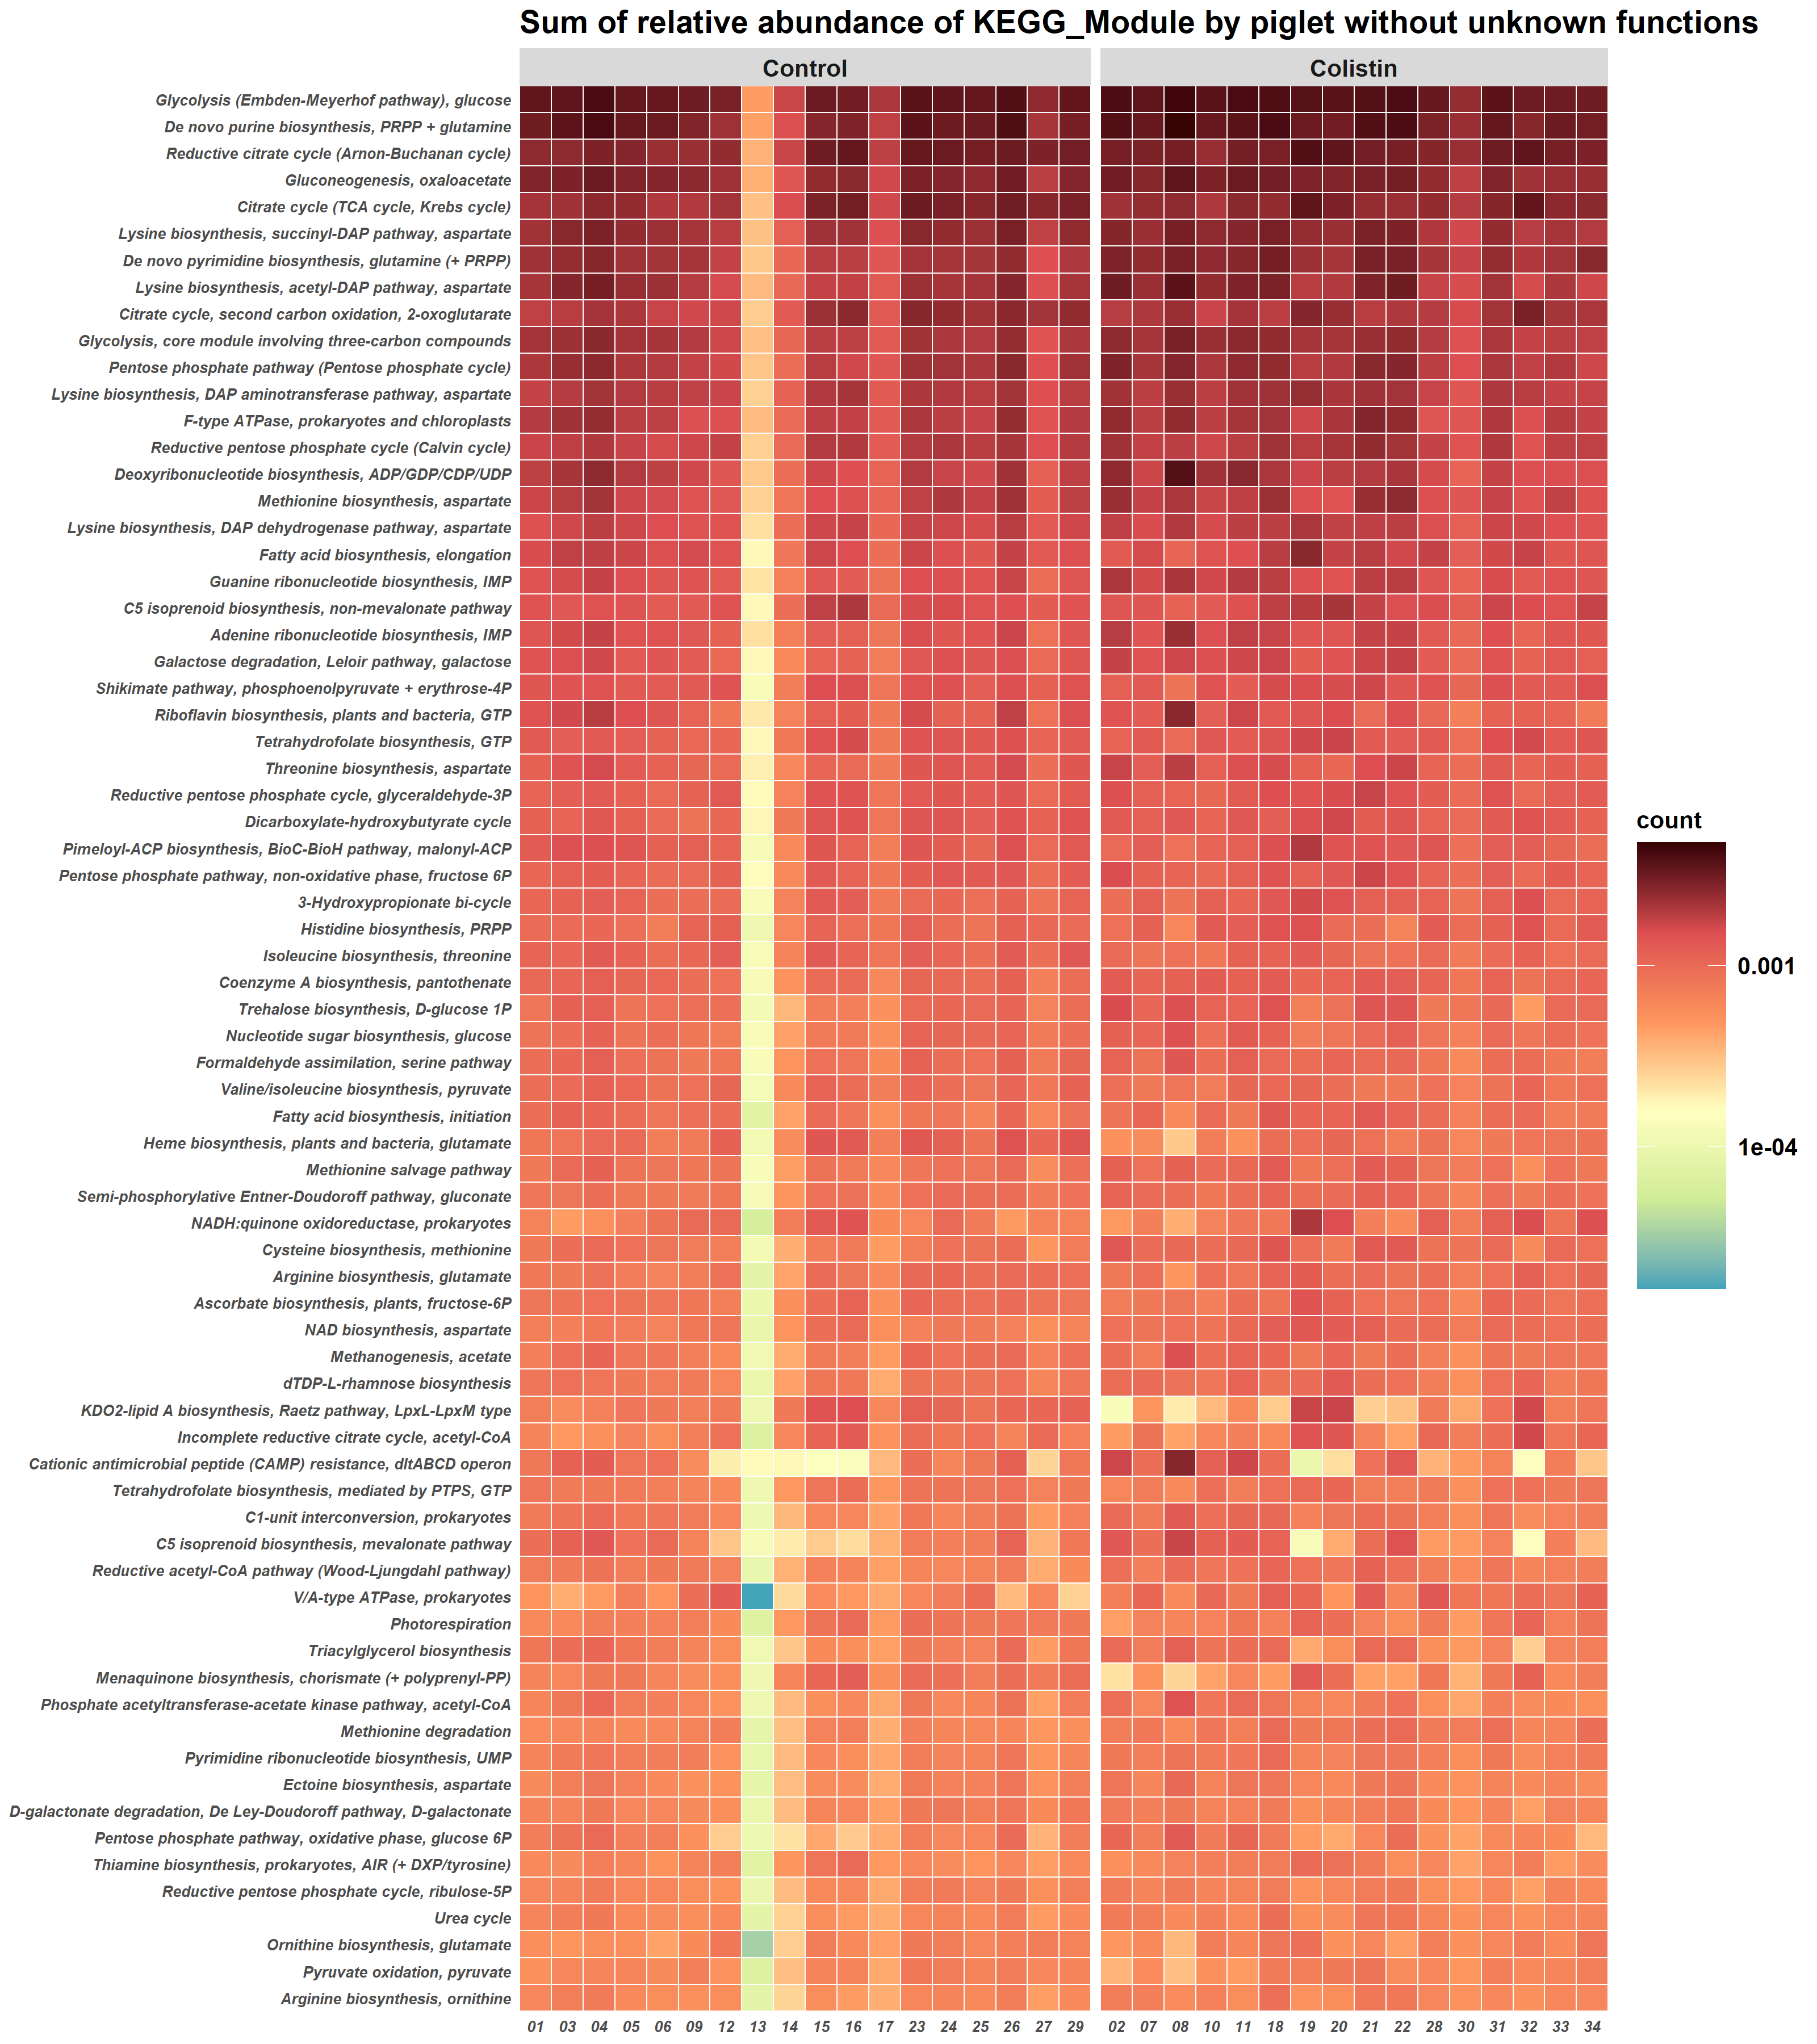 Sum of relative abundance of KEGG_Module by piglet without unknown functions
Control
Colistin
Glycolysis (Embden-Meyerhof pathway), glucose
De novo purine biosynthesis, PRPP + glutamine
Reductive citrate cycle (Arnon-Buchanan cycle)
Gluconeogenesis, oxaloacetate
Citrate cycle (TCA cycle, Krebs cycle)
Lysine biosynthesis, succinyl-DAP pathway, aspartate
De novo pyrimidine biosynthesis, glutamine (+ PRPP)
Lysine biosynthesis, acetyl-DAP pathway, aspartate
Citrate cycle, second carbon oxidation, 2-oxoglutarate
Glycolysis, core module involving three-carbon compounds
Pentose phosphate pathway (Pentose phosphate cycle)
Lysine biosynthesis, DAP aminotransferase pathway, aspartate
F-type ATPase, prokaryotes and chloroplasts
Reductive pentose phosphate cycle (Calvin cycle)
Deoxyribonucleotide biosynthesis, ADP/GDP/CDP/UDP
Methionine biosynthesis, aspartate
Lysine biosynthesis, DAP dehydrogenase pathway, aspartate
Fatty acid biosynthesis, elongation
Guanine ribonucleotide biosynthesis, IMP
C5 isoprenoid biosynthesis, non-mevalonate pathway
Adenine ribonucleotide biosynthesis, IMP
Galactose degradation, Leloir pathway, galactose
Shikimate pathway, phosphoenolpyruvate + erythrose-4P
Riboflavin biosynthesis, plants and bacteria, GTP
Tetrahydrofolate biosynthesis, GTP
Threonine biosynthesis, aspartate
Reductive pentose phosphate cycle, glyceraldehyde-3P
Dicarboxylate-hydroxybutyrate cycle
Pimeloyl-ACP biosynthesis, BioC-BioH pathway, malonyl-ACP
Pentose phosphate pathway, non-oxidative phase, fructose 6P
3-Hydroxypropionate bi-cycle
Histidine biosynthesis, PRPP
Isoleucine biosynthesis, threonine
Coenzyme A biosynthesis, pantothenate
Trehalose biosynthesis, D-glucose 1P
Nucleotide sugar biosynthesis, glucose
Formaldehyde assimilation, serine pathway
Valine/isoleucine biosynthesis, pyruvate
Fatty acid biosynthesis, initiation
Heme biosynthesis, plants and bacteria, glutamate
Methionine salvage pathway
Semi-phosphorylative Entner-Doudoroff pathway, gluconate
NADH:quinone oxidoreductase, prokaryotes
Cysteine biosynthesis, methionine
Arginine biosynthesis, glutamate
Ascorbate biosynthesis, plants, fructose-6P
NAD biosynthesis, aspartate
Methanogenesis, acetate
dTDP-L-rhamnose biosynthesis
KDO2-lipid A biosynthesis, Raetz pathway, LpxL-LpxM type
Incomplete reductive citrate cycle, acetyl-CoA
Cationic antimicrobial peptide (CAMP) resistance, dltABCD operon
Tetrahydrofolate biosynthesis, mediated by PTPS, GTP
C1-unit interconversion, prokaryotes
C5 isoprenoid biosynthesis, mevalonate pathway
Reductive acetyl-CoA pathway (Wood-Ljungdahl pathway)
V/A-type ATPase, prokaryotes
Photorespiration
Triacylglycerol biosynthesis
Menaquinone biosynthesis, chorismate (+ polyprenyl-PP)
Phosphate acetyltransferase-acetate kinase pathway, acetyl-CoA
Methionine degradation
Pyrimidine ribonucleotide biosynthesis, UMP
Ectoine biosynthesis, aspartate
D-galactonate degradation, De Ley-Doudoroff pathway, D-galactonate
Pentose phosphate pathway, oxidative phase, glucose 6P
Thiamine biosynthesis, prokaryotes, AIR (+ DXP/tyrosine)
Reductive pentose phosphate cycle, ribulose-5P
Urea cycle
Ornithine biosynthesis, glutamate
Pyruvate oxidation, pyruvate
Arginine biosynthesis, ornithine
01 03 04 05 06 09 12 13 14 15 16 17 23 24 25 26 27 29 02 07 08 10 11 18 19 20 21 22 28 30 31 32 33 34
count
0.001
1e-04